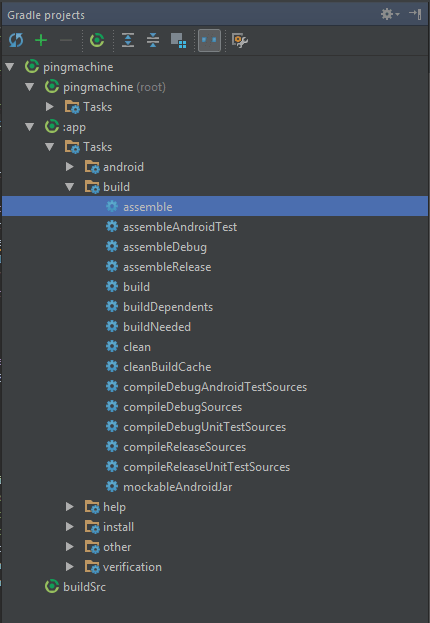 Gradle projects
pingmachine
pingmachine (root)
Tasks
:app
Tasks
android
build
assemble
assembleAndroidTest
assembleDebug
assembleRelease
build
buildDependents
buildNeeded
clean
cleanBuildCache
compileDebugAndroidTestSources
compileDebugSources
compileDebugUnitTestSources
compileReleaseSources
compileReleaseUnitTestSources
mockableAndroidJar
help
install
other
verification
buildSrc